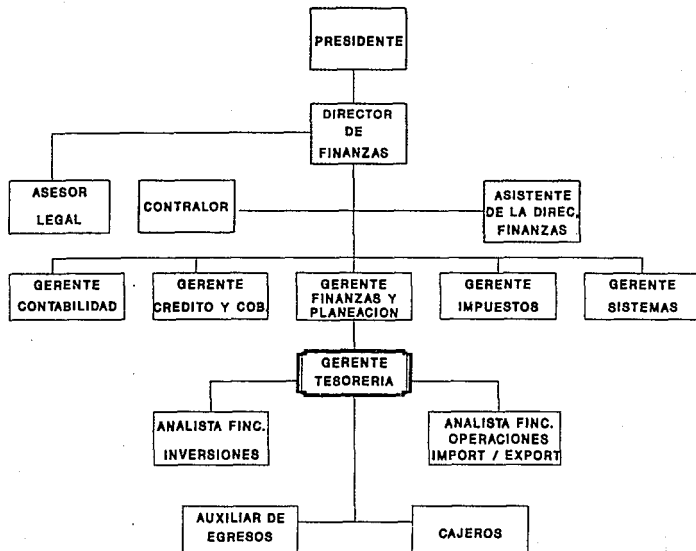 PRESIDENTE
DIRECTOR
DE
FINANZAS
ASESOR
LEGAL
CONTRALOR
ASISTENTE
DE LA DIREC.
FINANZAS
GERENTE
CONTABILIDAD
GERENTE
CREDITO Y COB.
GERENTE
FINANZAS Y
PLANEACION
GERENTE
IMPUESTOS
GERENTE
SISTEMAS
GERENTE
TESORERIA
ANALISTA FINC.
INVERSIONES
ANALISTA FINC.
OPERACIONES
IMPORT / EXPORT
AUXILIAR DE
EGRESOS
CAJEROS